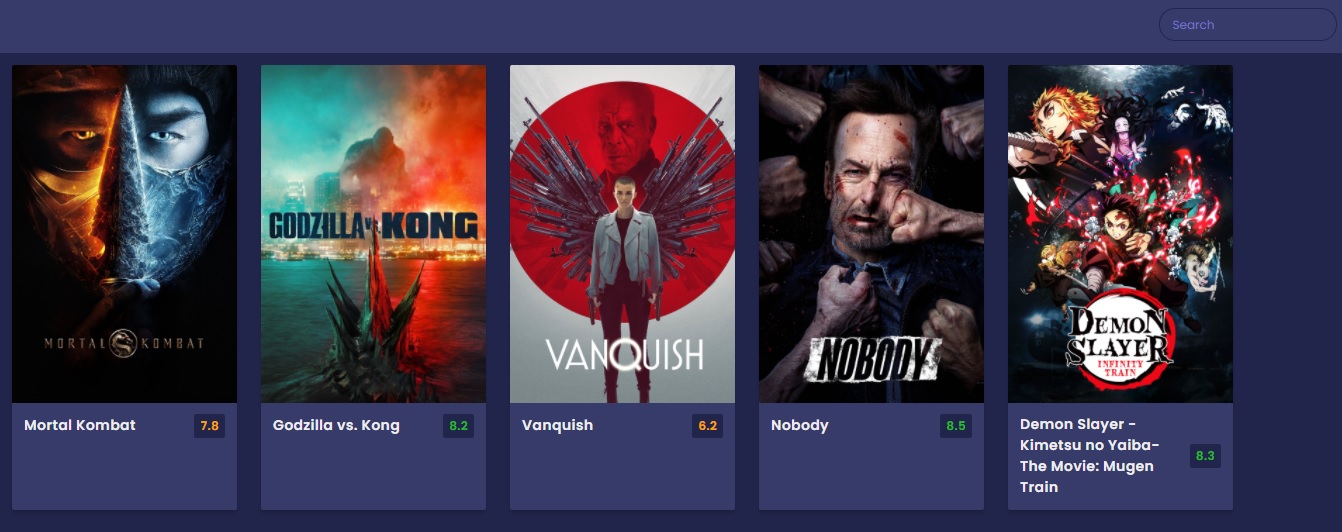 Search
MORTAL KOMBAT
GODZILLA vs. KONG
VANQUISH
NOBODY
DEMON
SLAYER
INFINITY
TRAIN
Mortal Kombat
7.8
Godzilla vs. Kong
8.2
Vanquish
6.2
Nobody
8.5
Demon Slayer -
Kimetsu no Yaiba-
The Movie: Mugen
Train
8.3